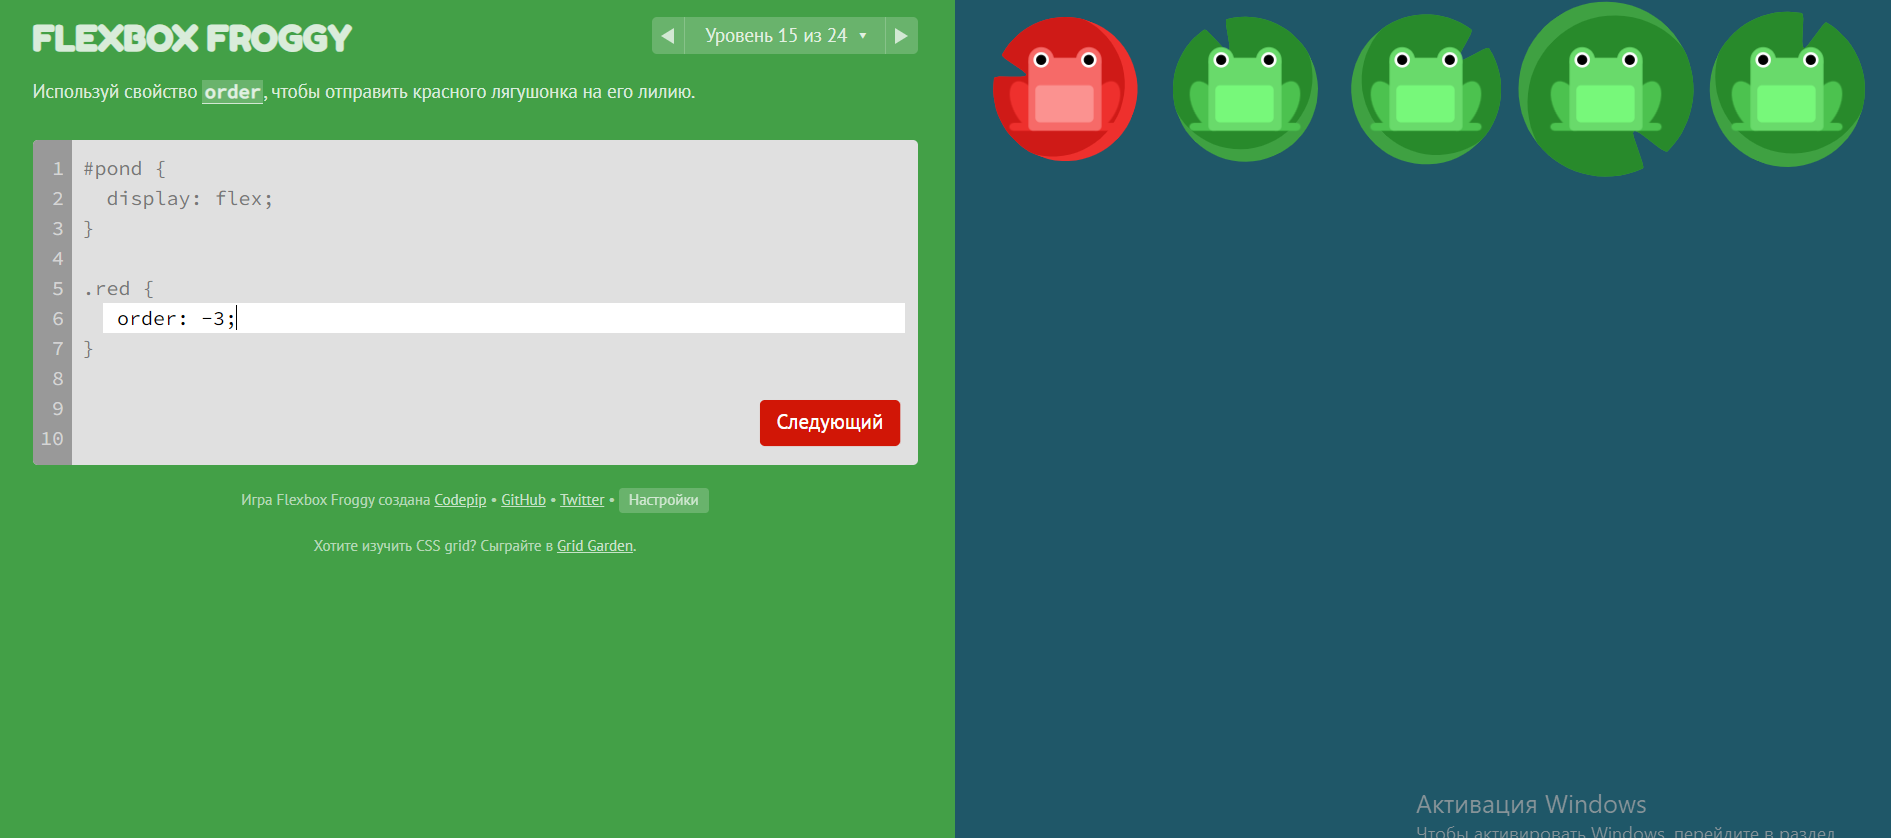 FLEXBOX FROGGY
Уровень 15 из 24
Используй свойство order, чтобы отправить красного лягушонка на его лилию.
1 #pond {
2 display: flex;
3 }
4
5 .red {
6 order: -3;
7 }
8
9
10
Следующий
Игра Flexbox Froggy создана Codepip • GitHub • Twitter • Настройки
Хотите изучить CSS grid? Сыграйте в Grid Garden.
Активация Windows
Чтобы активировать Windows, перейдите в раздел